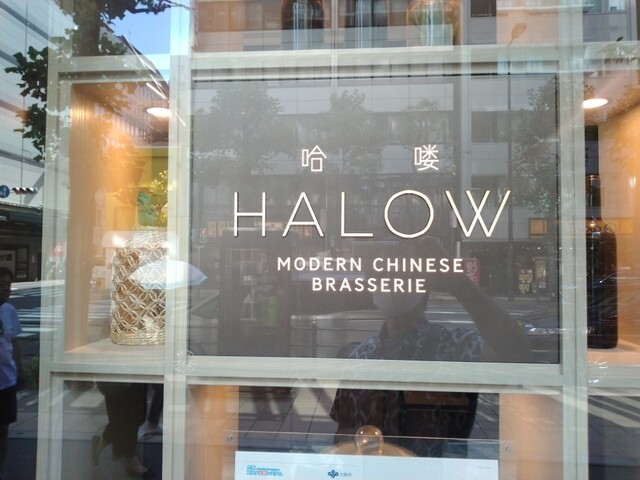 哈 喽
HALOW
MODERN CHINESE
BRASSERIE